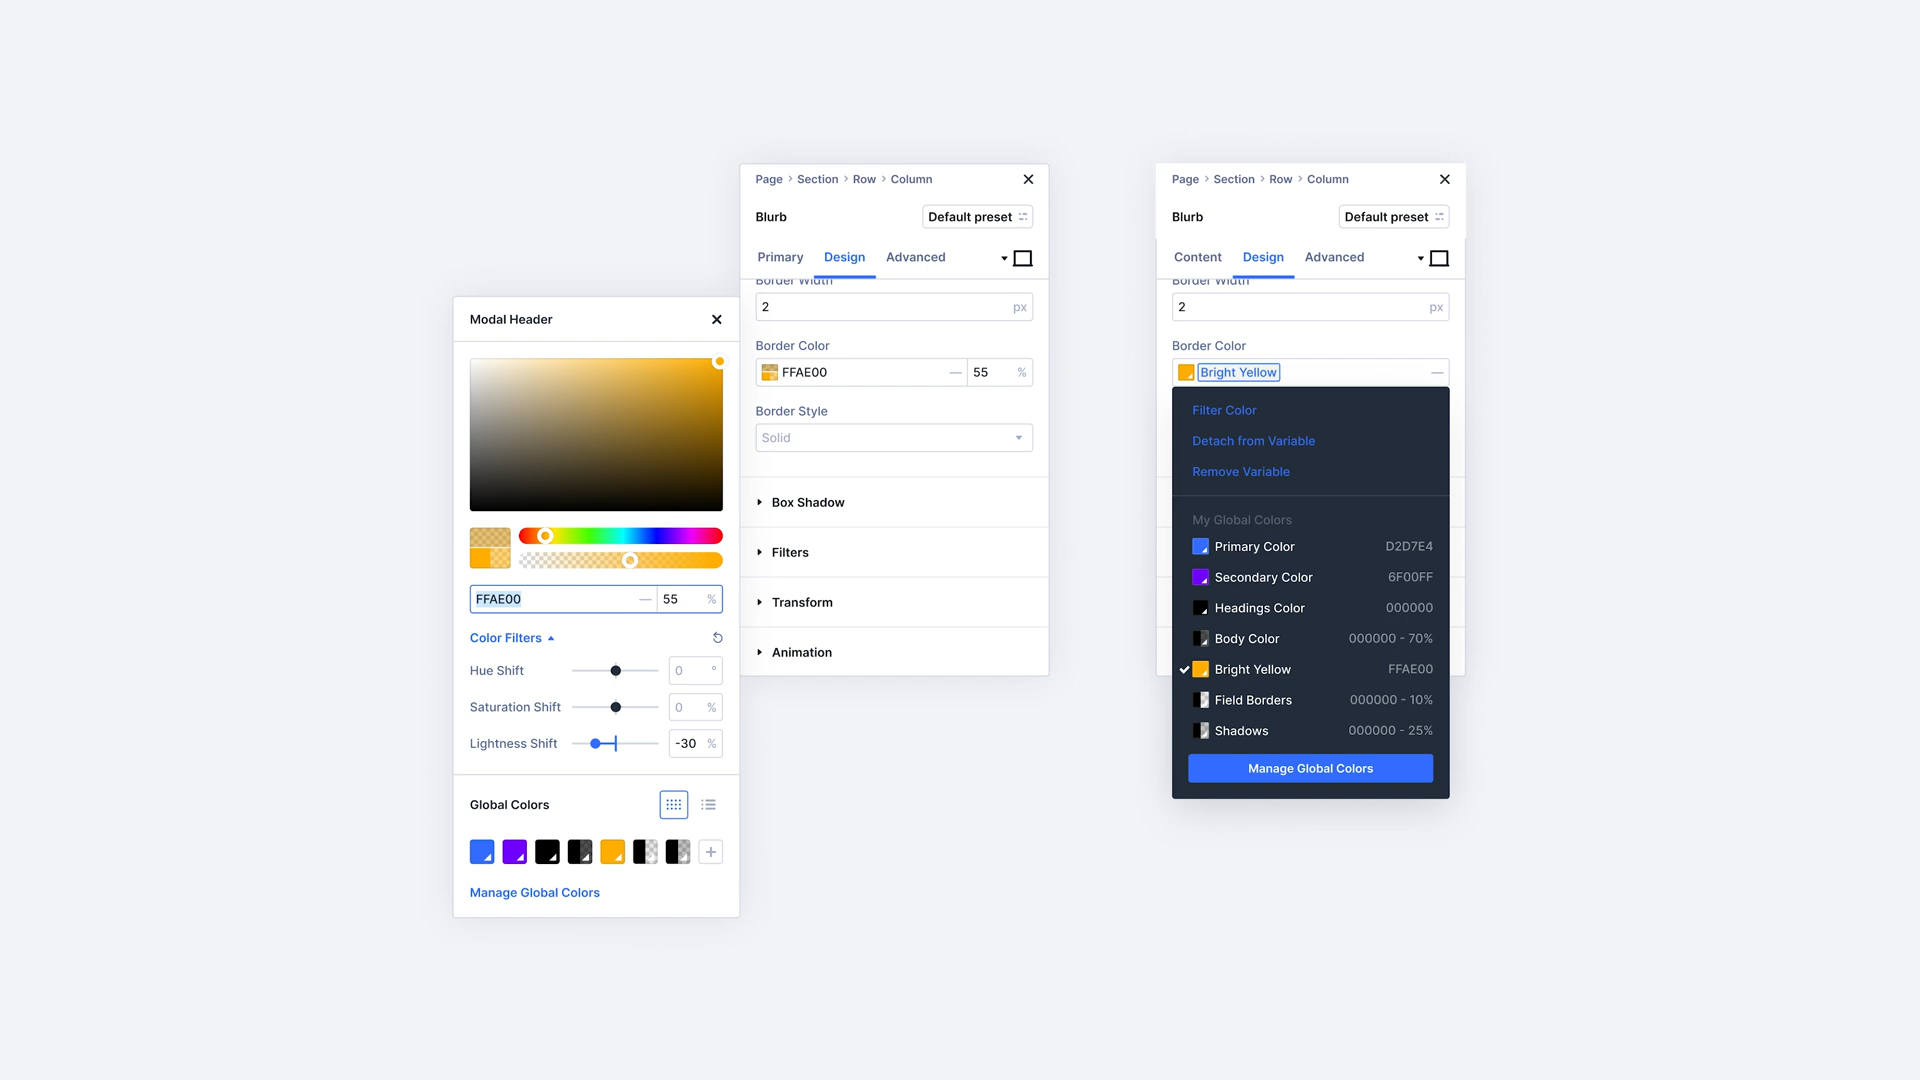 Modal Header
FFAE00 — 55 %
Color Filters
Hue Shift 0 °
Saturation Shift 0 %
Lightness Shift -30 %
Global Colors
Manage Global Colors
Page > Section > Row > Column
Blurb Default preset
Primary Design Advanced
Border Width
2 px
Border Color
FFAE00 — 55 %
Border Style
Solid
Box Shadow
Filters
Transform
Animation
Page > Section > Row > Column
Blurb Default preset
Content Design Advanced
Border Width
2 px
Border Color
Bright Yellow —
Filter Color
Detach from Variable
Remove Variable
My Global Colors
Primary Color D2D7E4
Secondary Color 6F00FF
Headings Color 000000
Body Color 000000 - 70%
Bright Yellow FFAE00
Field Borders 000000 - 10%
Shadows 000000 - 25%
Manage Global Colors